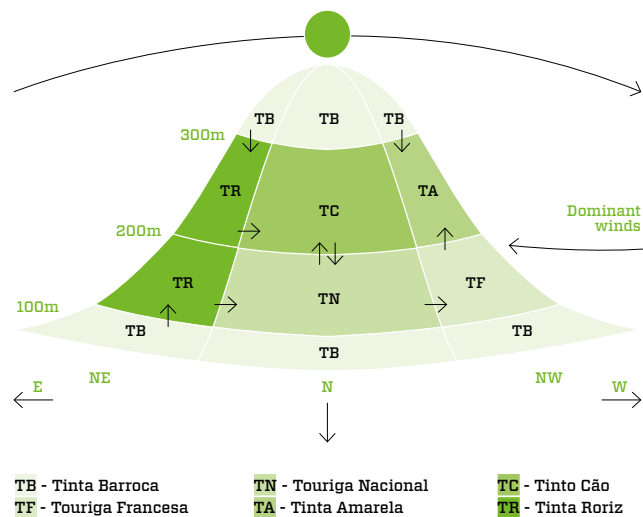 TB TB TB
300m
TR TC TA
Dominant
winds
200m
TR TN TF
100m
TB TB TB
E NE N NW W
TB - Tinta Barroca TN - Touriga Nacional TC - Tinto Cão
TF - Touriga Francesa TA - Tinta Amarela TR - Tinta Roriz